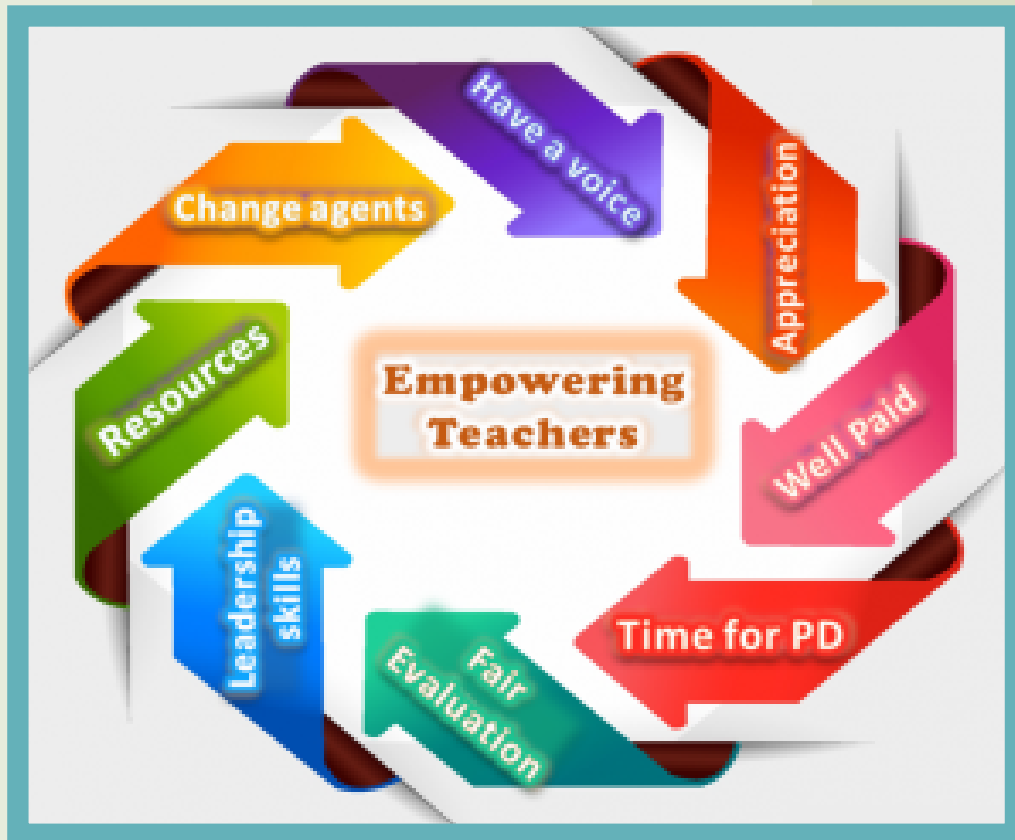 Have a voice
Appreciation
Well Paid
Time for PD
Fair
Evaluation
Leadership
skills
Resources
Change agents
Empowering
Teachers